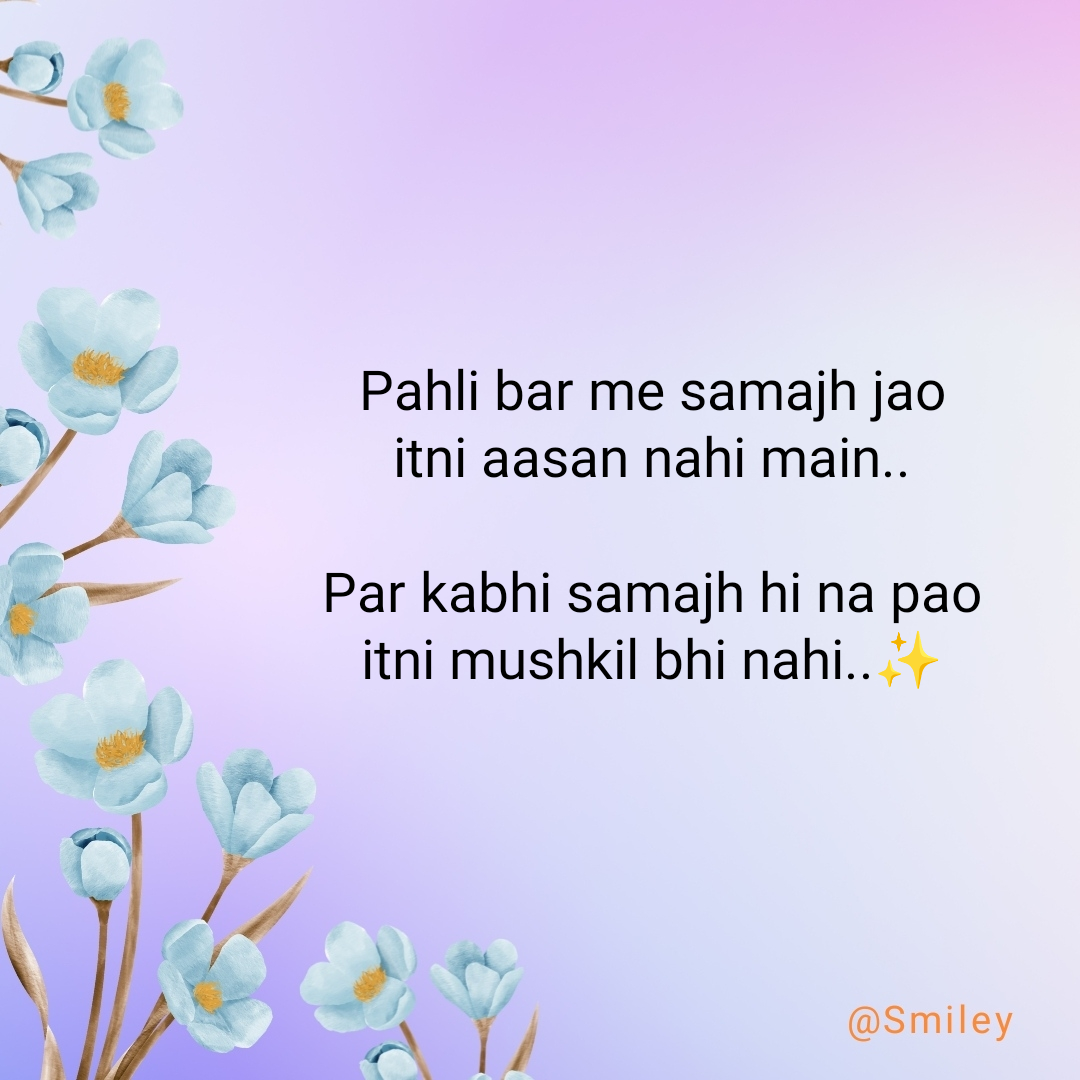 Pahli bar me samajh jao
itni aasan nahi main..
Par kabhi samajh hi na pao
itni mushkil bhi nahi..✨
@Smiley